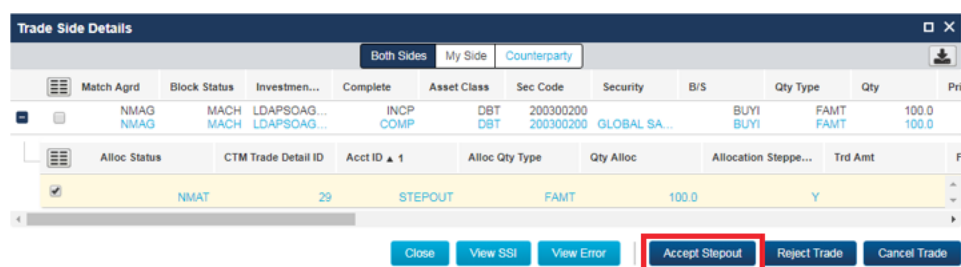 Trade Side Details
Both Sides My Side Counterparty
Match Agrd Block Status Investmen... Complete Asset Class Sec Code Security B/S Qty Type Qty Pri
NMAG MACH LDAPSOAG... INCP DBT 200300200 BUYI FAMT 100.0
NMAG MACH LDAPSOAG... COMP DBT 200300200 GLOBAL SA... BUYI FAMT 100.0
Alloc Status CTM Trade Detail ID Acct ID ▲ 1 Alloc Qty Type Qty Alloc Allocation Steppe... Trd Amt F
NMAT 29 STEPOUT FAMT 100.0 Y
Close View SSI View Error Accept Stepout Reject Trade Cancel Trade